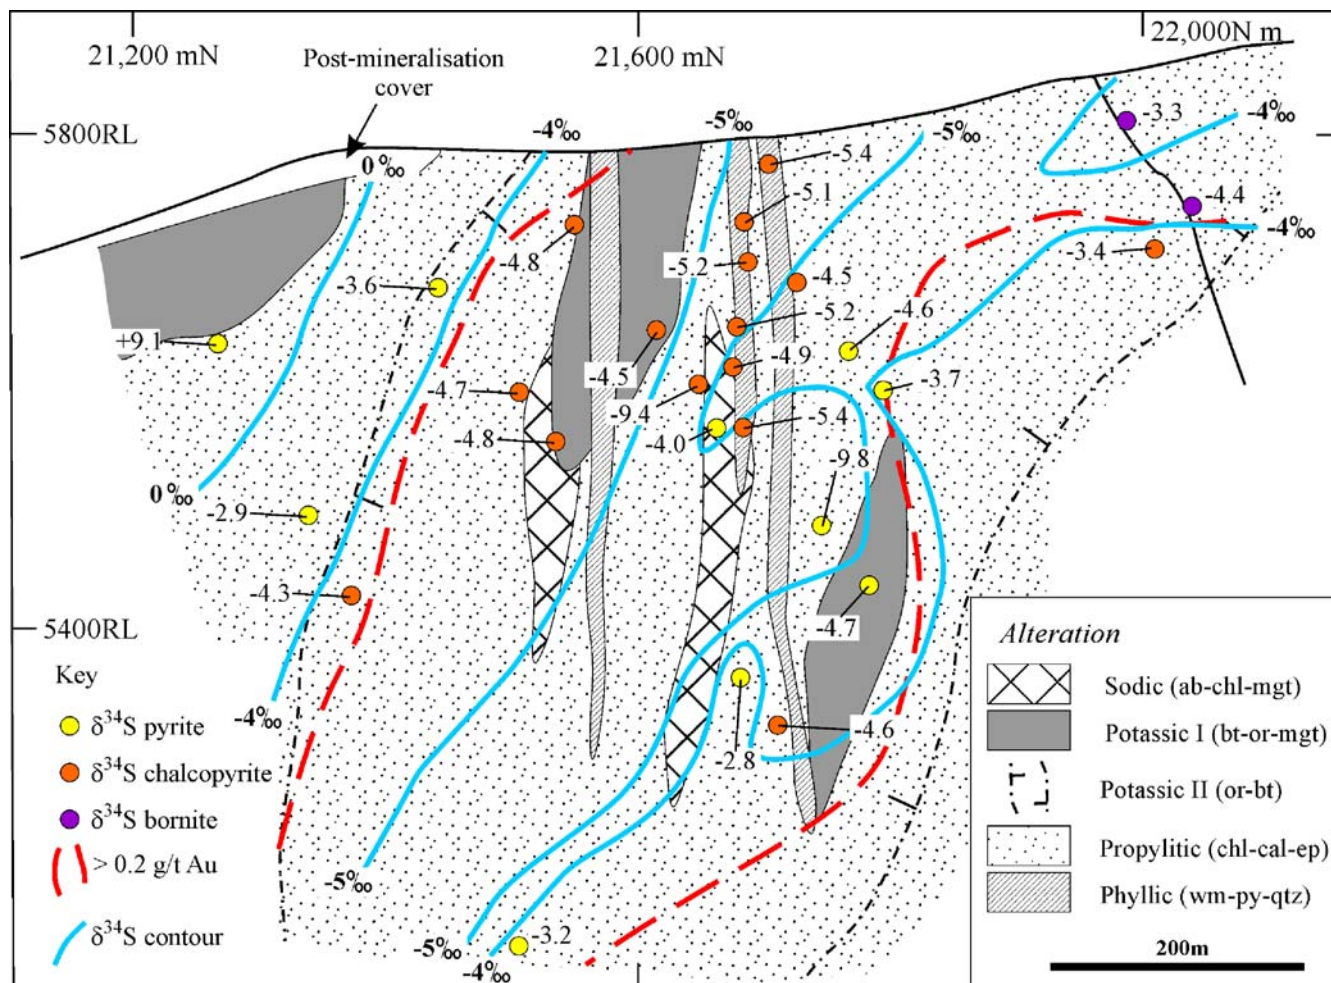 21,200 mN
21,600 mN
22,000N m
Post-mineralisation
cover
5800RL
0‰
-4‰
-5‰
-5‰
-3.3
-4‰
-5.4
-5.1
-4.4
-4‰
-4.8
-5.2
-4.5
-3.4
-3.6
+9.1
-5.2
-4.6
-4.5
-4.9
-3.7
-4.7
-9.4
-4.8
-4.0
-5.4
-9.8
0‰
-2.9
-4.3
-4.7
5400RL
-4‰
-2.8
-4.6
-5‰
-5‰
-4‰
-3.2
Key
δ³⁴S pyrite
δ³⁴S chalcopyrite
δ³⁴S bornite
> 0.2 g/t Au
δ³⁴S contour
Alteration
Sodic (ab-chl-mgt)
Potassic I (bt-or-mgt)
Potassic II (or-bt)
Propylitic (chl-cal-ep)
Phyllic (wm-py-qtz)
200m